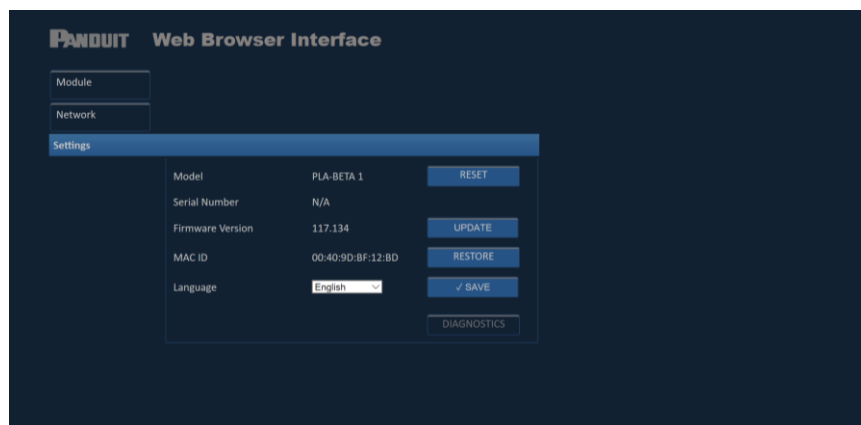 PANDUIT Web Browser Interface
Module
Network
Settings
Model PLA-BETA 1 RESET
Serial Number N/A
Firmware Version 117.134 UPDATE
MAC ID 00:40:9D:BF:12:BD RESTORE
Language English ✓ SAVE
DIAGNOSTICS